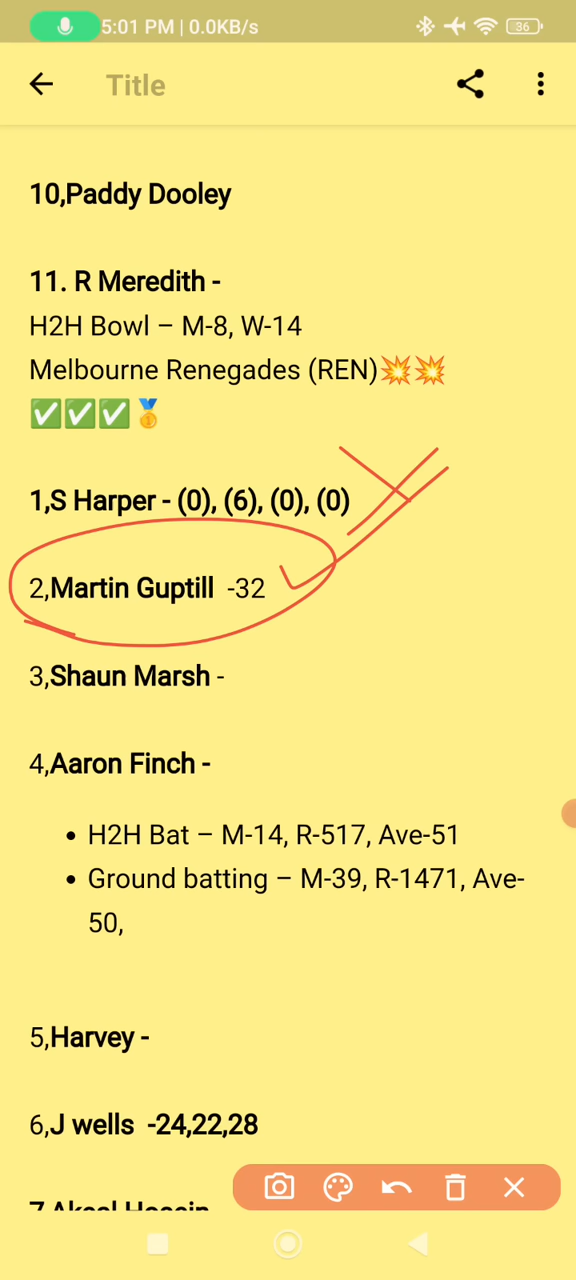 5:01 PM | 0.0KB/s
36
Title
10,Paddy Dooley
11. R Meredith -
H2H Bowl – M-8, W-14
Melbourne Renegades (REN)💥💥
✅✅✅🥇
1,S Harper - (0), (6), (0), (0)
2,Martin Guptill -32
3,Shaun Marsh -
4,Aaron Finch -
• H2H Bat – M-14, R-517, Ave-51
• Ground batting – M-39, R-1471, Ave-
50,
5,Harvey -
6,J wells -24,22,28